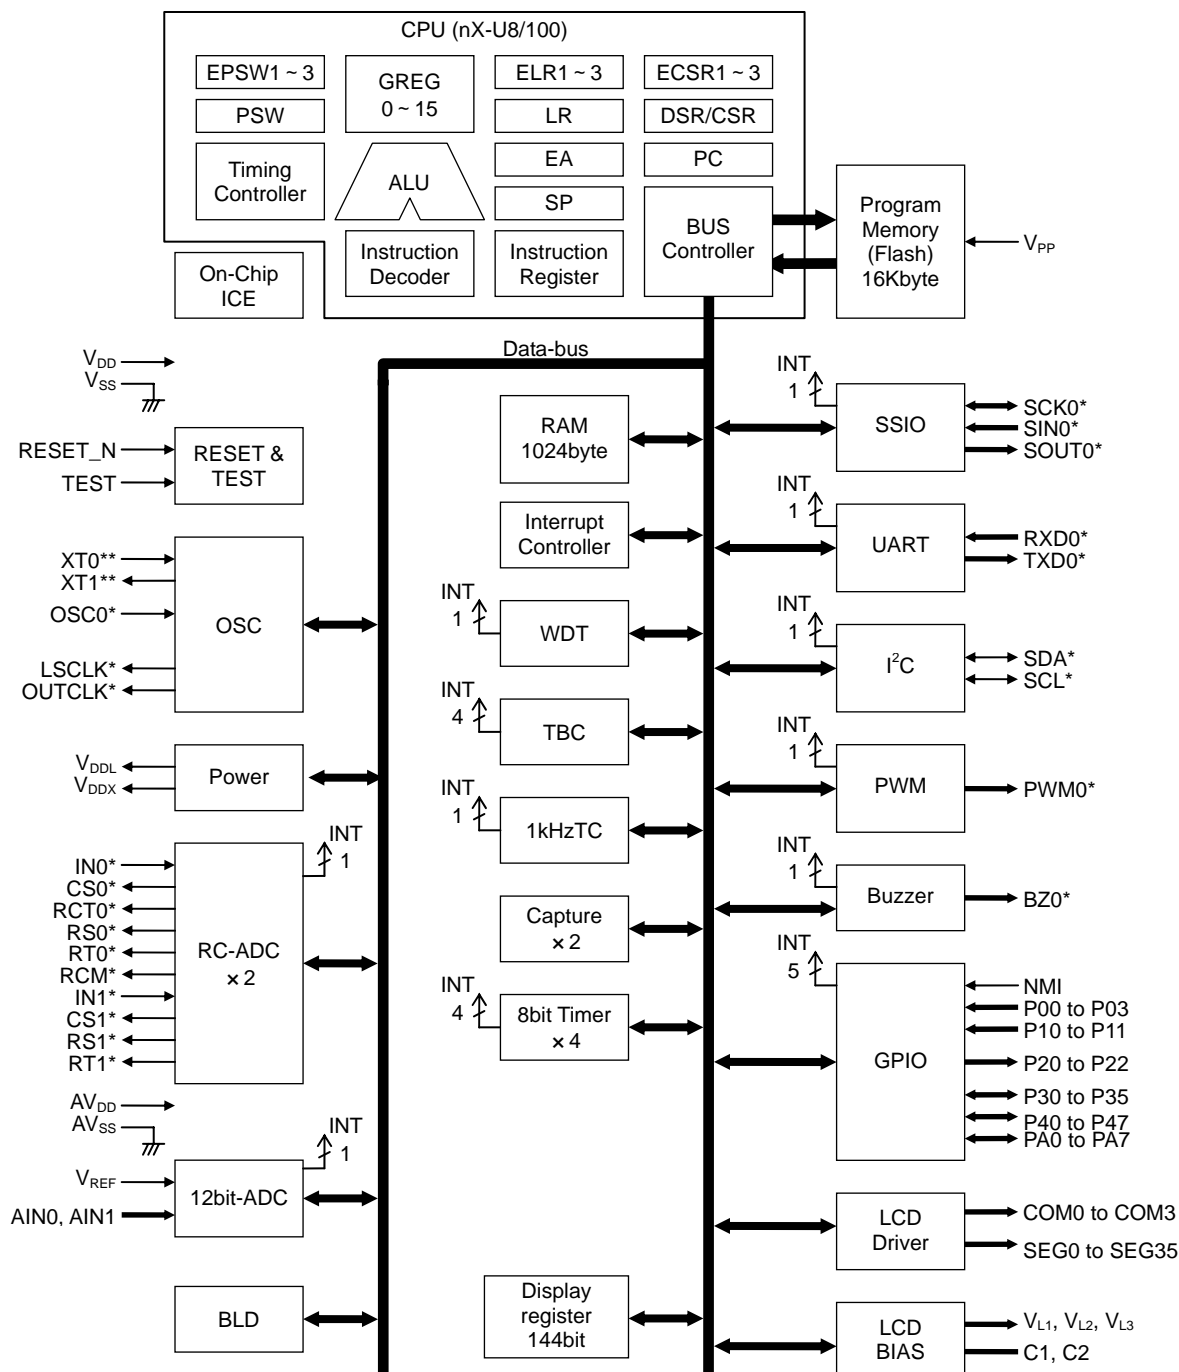 CPU (nX-U8/100)
EPSW1 ~ 3
GREG
0 ~ 15
ELR1 ~ 3
ECSR1 ~ 3
PSW
LR
DSR/CSR
Timing
Controller
ALU
EA
PC
SP
BUS
Controller
Instruction
Decoder
Instruction
Register
On-Chip
ICE
Program
Memory
(Flash)
16Kbyte
VPP
Data-bus
VDD
VSS
RESET_N
TEST
RESET &
TEST
XT0**
XT1**
OSC0*
LSCLK*
OUTCLK*
OSC
VDDL
VDDX
Power
IN0*
CS0*
RCT0*
RS0*
RT0*
RCM*
IN1*
CS1*
RS1*
RT1*
RC-ADC
× 2
INT
1
AVDD
AVSS
VREF
AIN0, AIN1
12bit-ADC
INT
1
BLD
RAM
1024byte
Interrupt
Controller
INT
1
WDT
INT
4
TBC
INT
1
1kHzTC
Capture
× 2
INT
4
8bit Timer
× 4
Display
register
144bit
INT
1
SSIO
SCK0*
SIN0*
SOUT0*
INT
1
UART
RXD0*
TXD0*
INT
1
I²C
SDA*
SCL*
INT
1
PWM
PWM0*
INT
1
Buzzer
BZ0*
INT
5
GPIO
NMI
P00 to P03
P10 to P11
P20 to P22
P30 to P35
P40 to P47
PA0 to PA7
LCD
Driver
COM0 to COM3
SEG0 to SEG35
LCD
BIAS
VL1, VL2, VL3
C1, C2